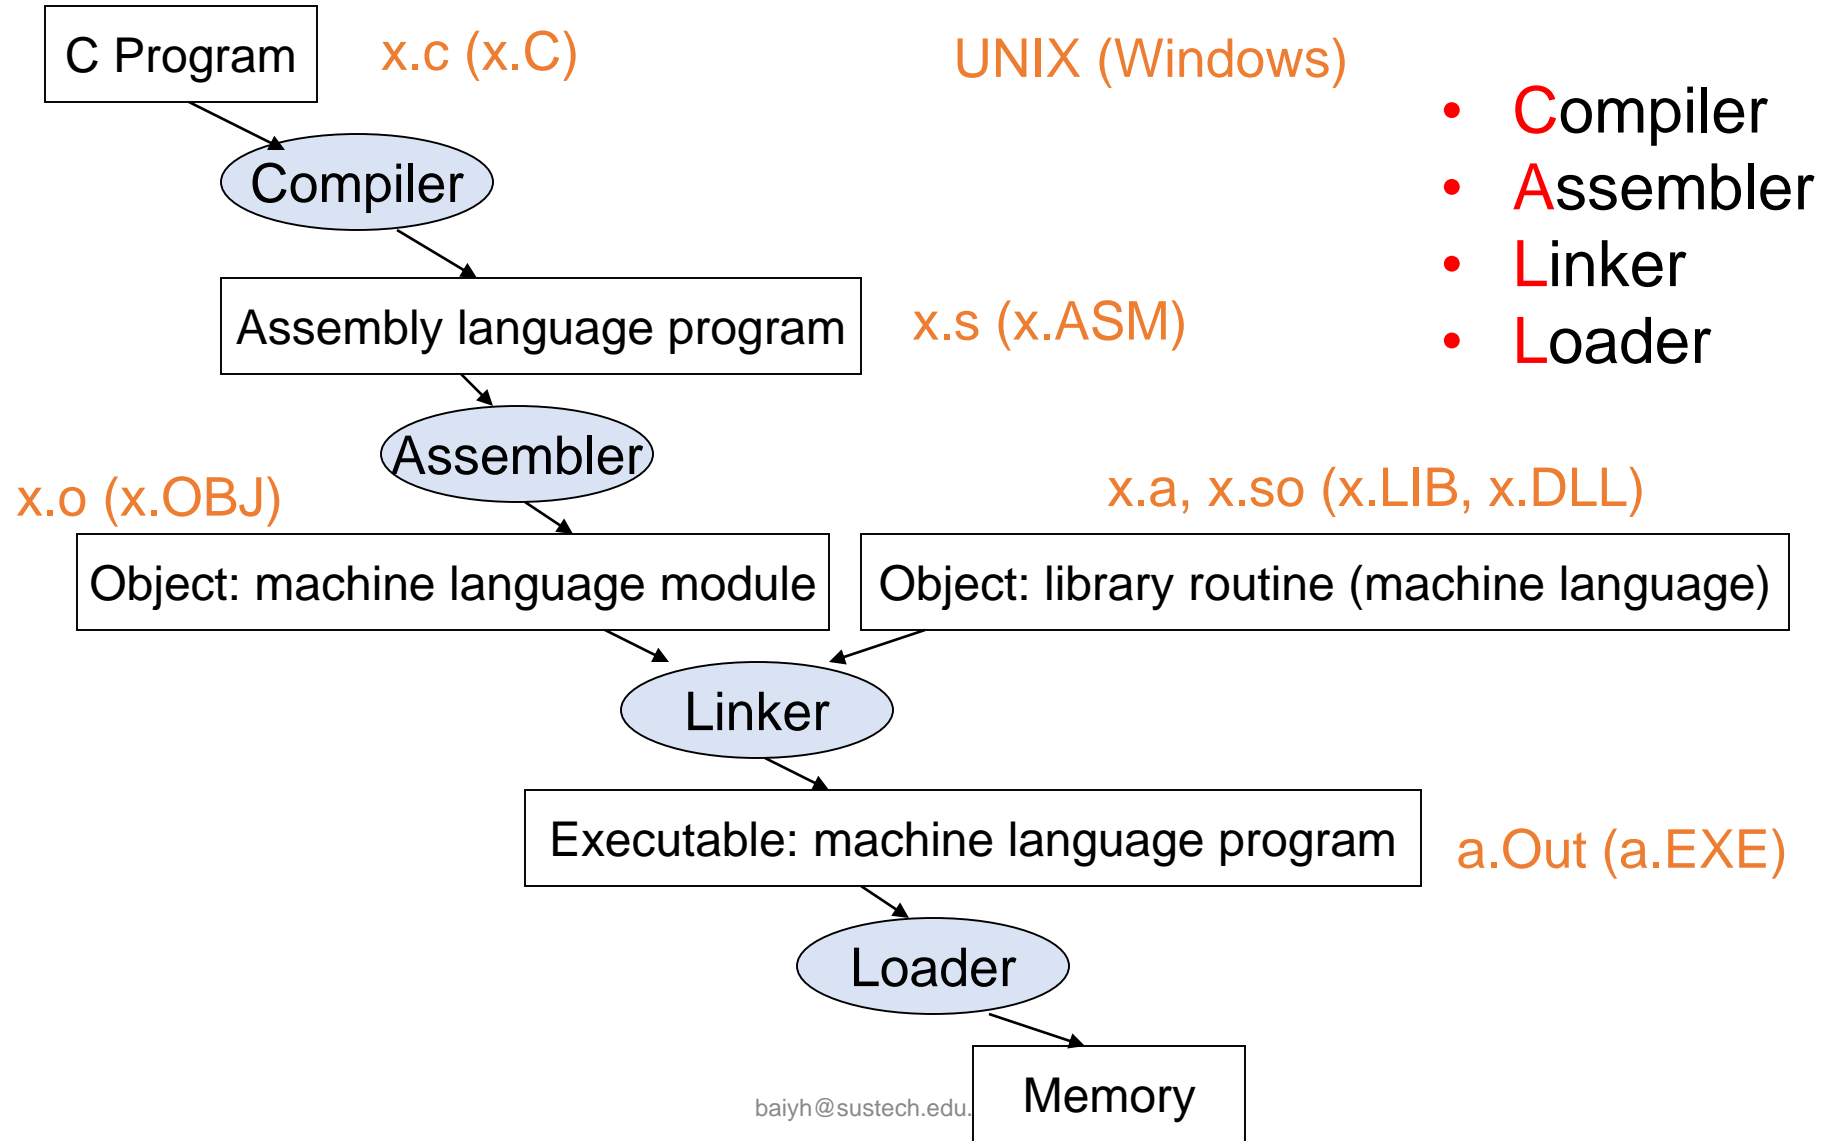 C Program
x.c (x.C)
UNIX (Windows)
• Compiler
• Assembler
• Linker
• Loader
Compiler
Assembly language program
x.s (x.ASM)
Assembler
x.o (x.OBJ)
x.a, x.so (x.LIB, x.DLL)
Object: machine language module
Object: library routine (machine language)
Linker
Executable: machine language program
a.Out (a.EXE)
Loader
Memory
baiyh@sustech.edu.